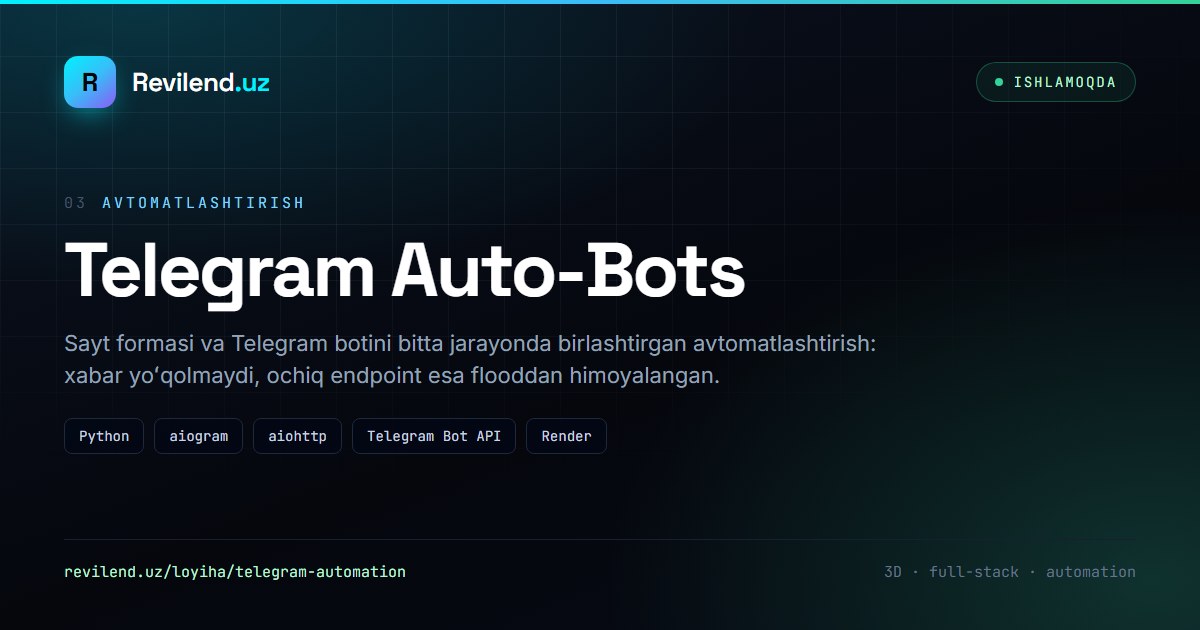 R Revilend.uz
ISHLAMOQDA
03 AVTOMATLASHTIRISH
Telegram Auto-Bots
Sayt formasi va Telegram botini bitta jarayonda birlashtirgan avtomatlashtirish:
xabar yoʻqolmaydi, ochiq endpoint esa flooddan himoyalangan.
Python aiogram aiohttp Telegram Bot API Render
revilend.uz/loyiha/telegram-automation
3D · full-stack · automation